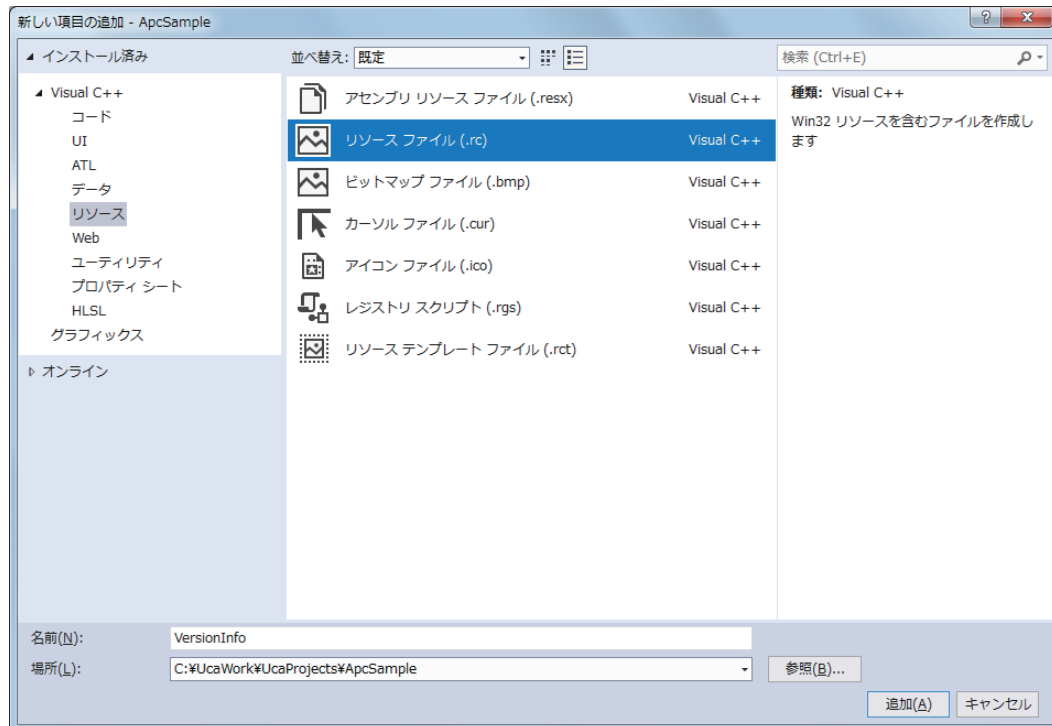 新しい項目の追加 - ApcSample
インストール済み
並べ替え: 既定
検索 (Ctrl+E)
Visual C++
コード
UI
ATL
データ
リソース
Web
ユーティリティ
プロパティ シート
HLSL
グラフィックス
オンライン
アセンブリ リソース ファイル (.resx) Visual C++
リソース ファイル (.rc) Visual C++
ビットマップ ファイル (.bmp) Visual C++
カーソル ファイル (.cur) Visual C++
アイコン ファイル (.ico) Visual C++
レジストリ スクリプト (.rgs) Visual C++
リソース テンプレート ファイル (.rct) Visual C++
種類: Visual C++
Win32 リソースを含むファイルを作成し
ます
名前(N): VersionInfo
場所(L): C:¥UcaWork¥UcaProjects¥ApcSample 参照(B)...
追加(A) キャンセル